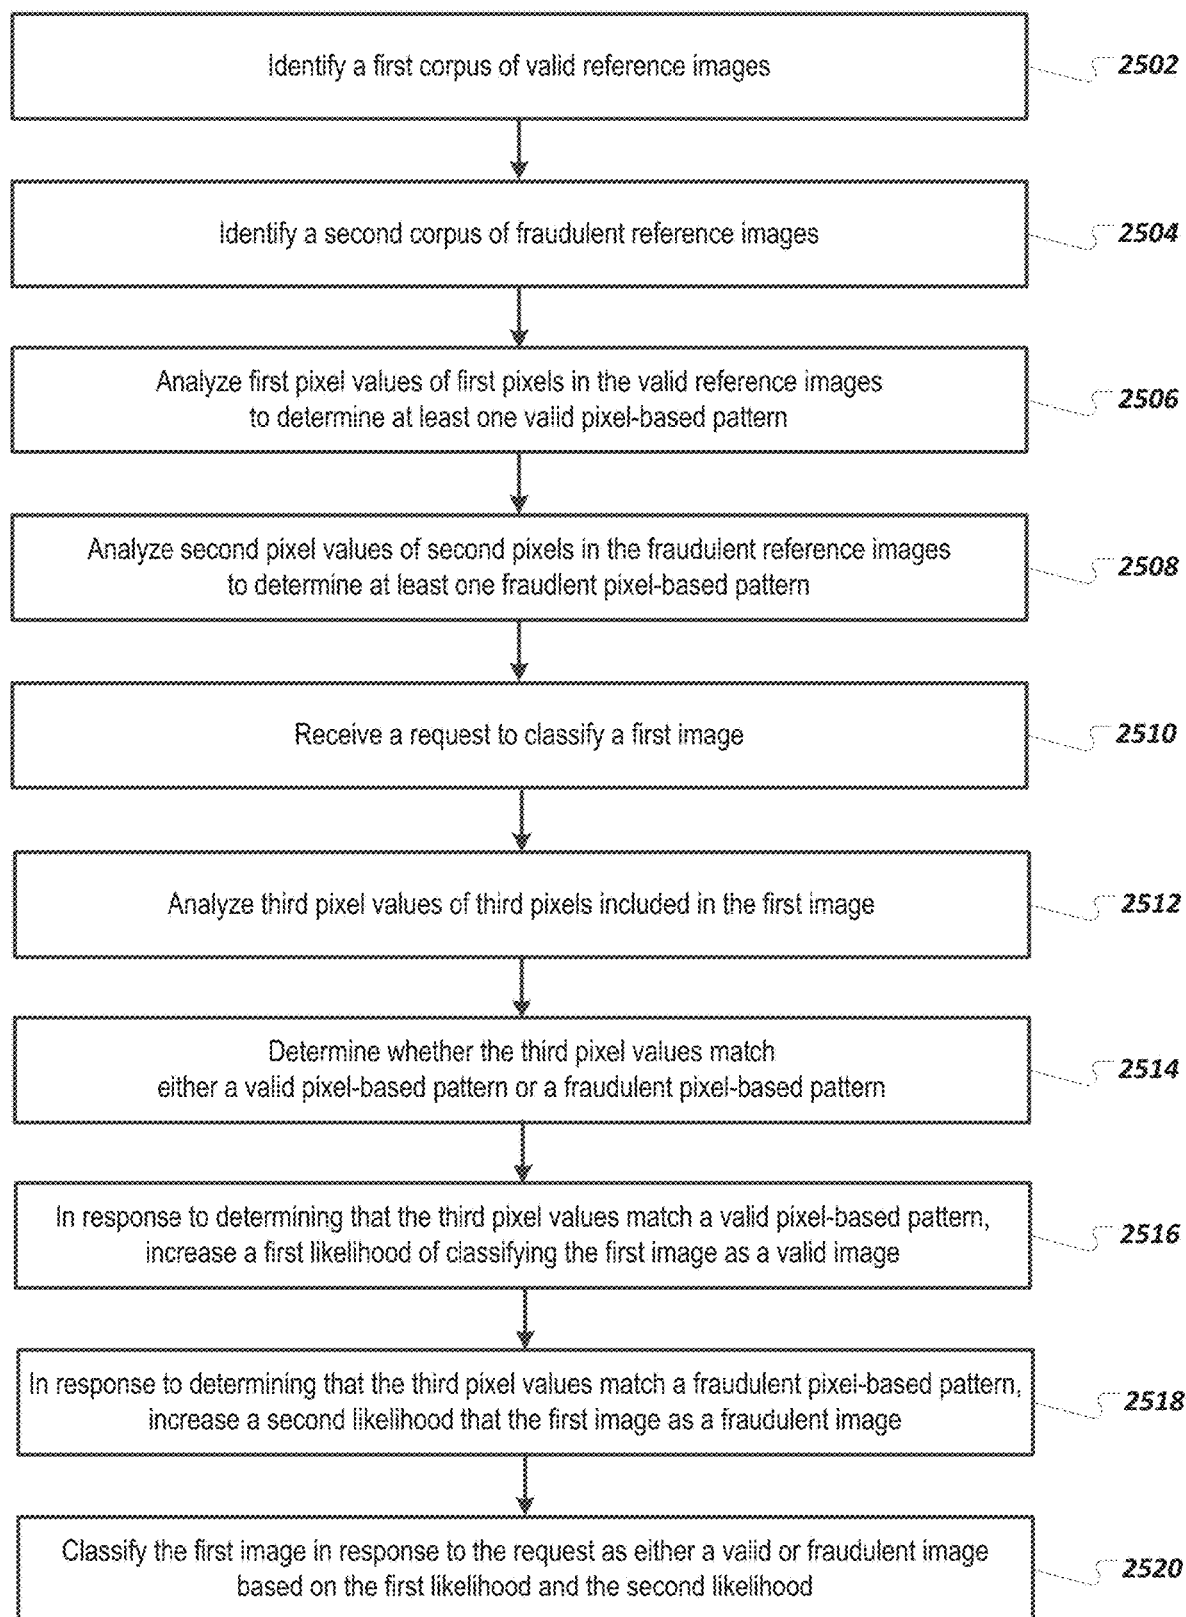 Identify a first corpus of valid reference images
2502
Identify a second corpus of fraudulent reference images
2504
Analyze first pixel values of first pixels in the valid reference images
to determine at least one valid pixel-based pattern
2506
Analyze second pixel values of second pixels in the fraudulent reference images
to determine at least one fraudlent pixel-based pattern
2508
Receive a request to classify a first image
2510
Analyze third pixel values of third pixels included in the first image
2512
Determine whether the third pixel values match
either a valid pixel-based pattern or a fraudulent pixel-based pattern
2514
In response to determining that the third pixel values match a valid pixel-based pattern,
increase a first likelihood of classifying the first image as a valid image
2516
In response to determining that the third pixel values match a fraudulent pixel-based pattern,
increase a second likelihood that the first image as a fraudulent image
2518
Classify the first image in response to the request as either a valid or fraudulent image
based on the first likelihood and the second likelihood
2520